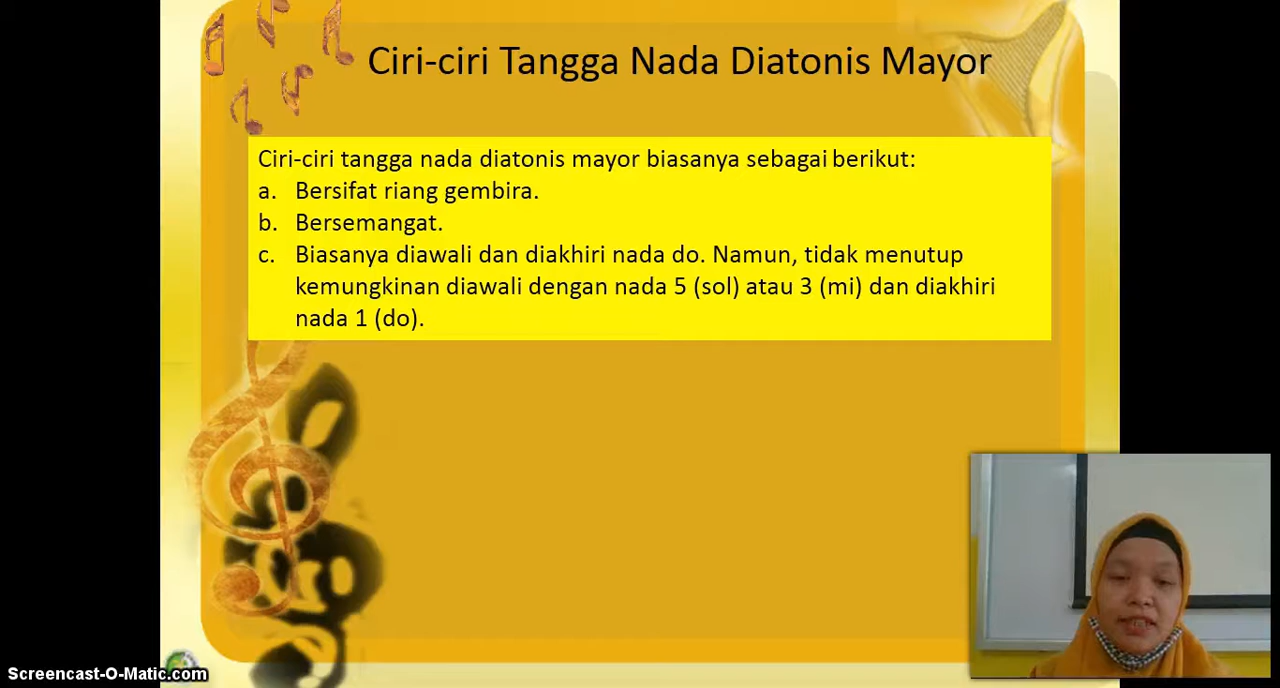 Ciri-ciri Tangga Nada Diatonis Mayor
Ciri-ciri tangga nada diatonis mayor biasanya sebagai berikut:
a. Bersifat riang gembira.
b. Bersemangat.
c. Biasanya diawali dan diakhiri nada do. Namun, tidak menutup
kemungkinan diawali dengan nada 5 (sol) atau 3 (mi) dan diakhiri
nada 1 (do).
Screencast-O-Matic.com